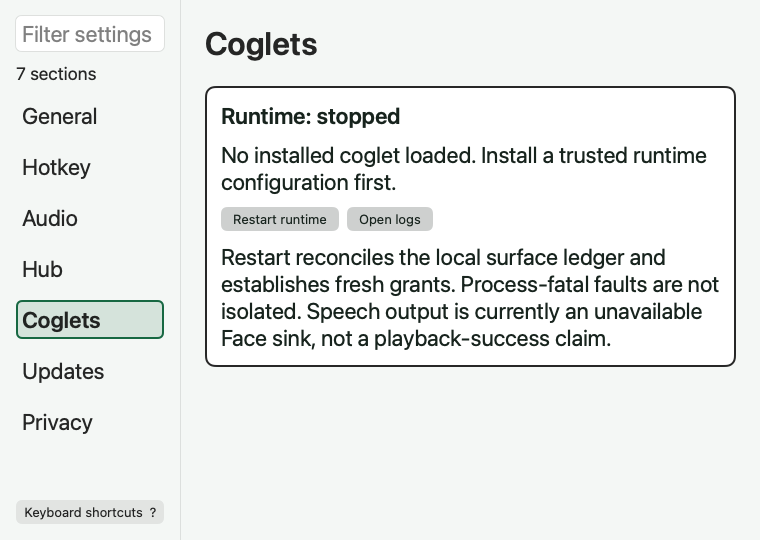 Filter settings
7 sections
General
Hotkey
Audio
Hub
Coglets
Updates
Privacy
Keyboard shortcuts ?
Coglets
Runtime: stopped
No installed coglet loaded. Install a trusted runtime
configuration first.
Restart runtime
Open logs
Restart reconciles the local surface ledger and
establishes fresh grants. Process-fatal faults are not
isolated. Speech output is currently an unavailable
Face sink, not a playback-success claim.